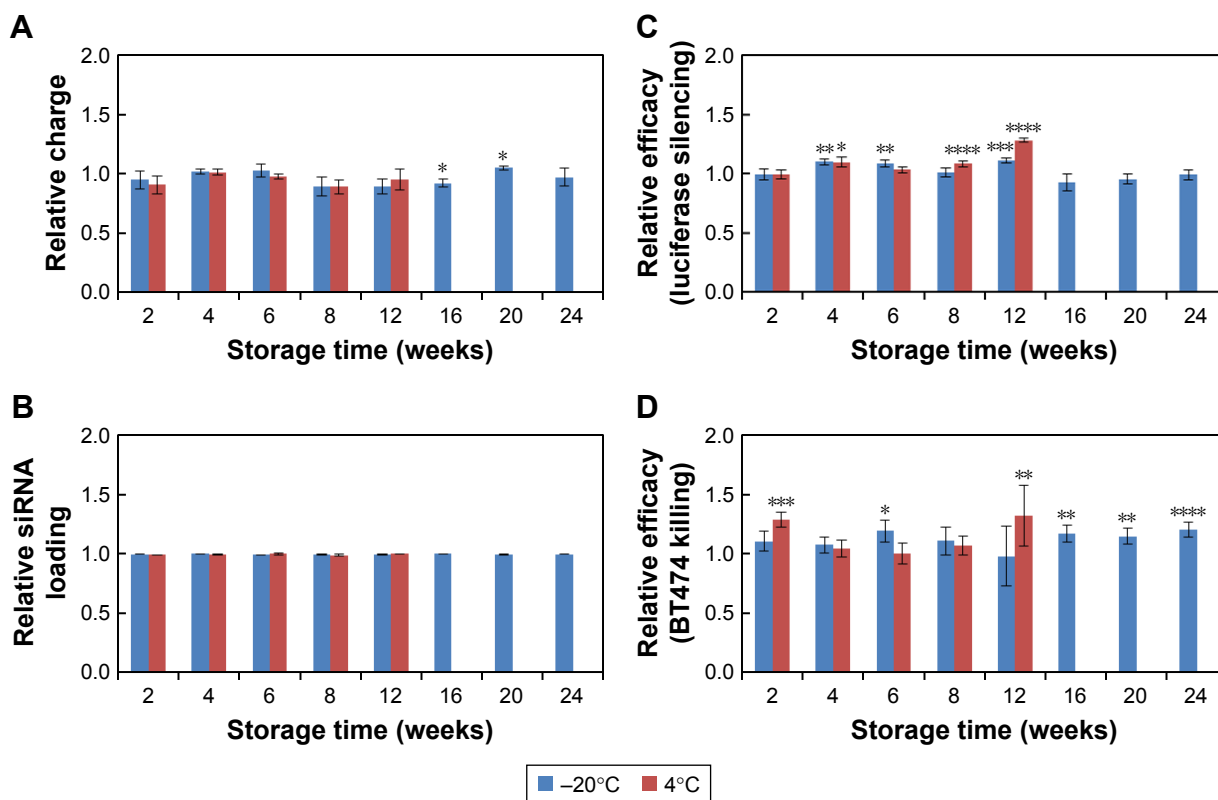 A
Relative charge
2.0
1.5
1.0
0.5
0.0
* *
2 4 6 8 12 16 20 24
Storage time (weeks)
B
Relative siRNA
loading
2.0
1.5
1.0
0.5
0.0
2 4 6 8 12 16 20 24
Storage time (weeks)
C
Relative efficacy
(luciferase silencing)
2.0
1.5
1.0
0.5
0.0
** * ** **** *** ****
2 4 6 8 12 16 20 24
Storage time (weeks)
D
Relative efficacy
(BT474 killing)
2.0
1.5
1.0
0.5
0.0
*** * ** ** ** ****
2 4 6 8 12 16 20 24
Storage time (weeks)
–20°C 4°C